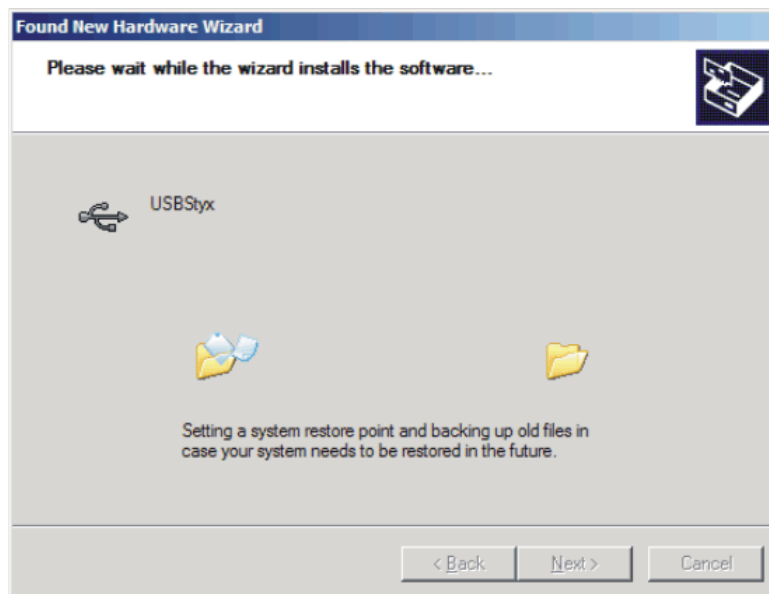 Found New Hardware Wizard
Please wait while the wizard installs the software...
USBStyx
Setting a system restore point and backing up old files in
case your system needs to be restored in the future.
< Back
Next >
Cancel